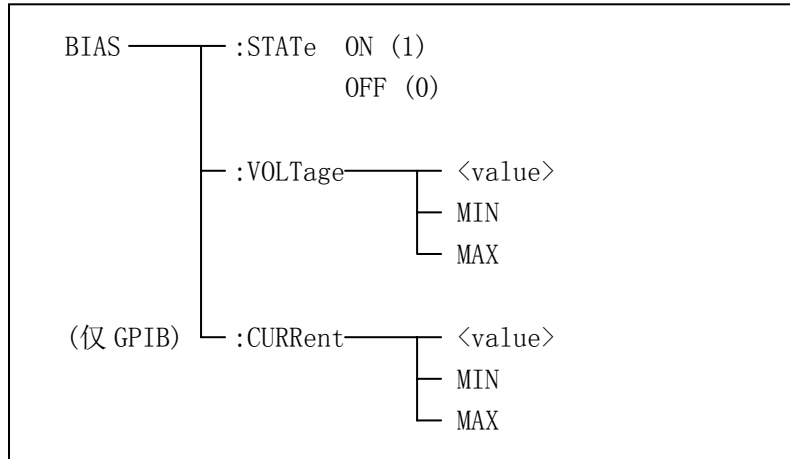 BIAS :STATe ON (1)
OFF (0)
:VOLTage <value>
MIN
MAX
(仅 GPIB) :CURRent <value>
MIN
MAX